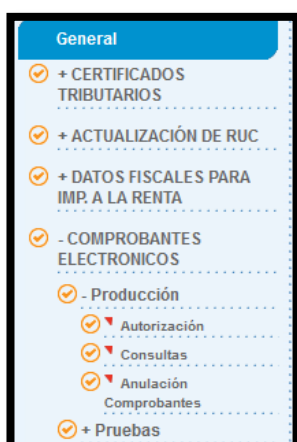 General
+ CERTIFICADOS
TRIBUTARIOS
+ ACTUALIZACIÓN DE RUC
+ DATOS FISCALES PARA
IMP. A LA RENTA
- COMPROBANTES
ELECTRONICOS
- Producción
Autorización
Consultas
Anulación
Comprobantes
+ Pruebas